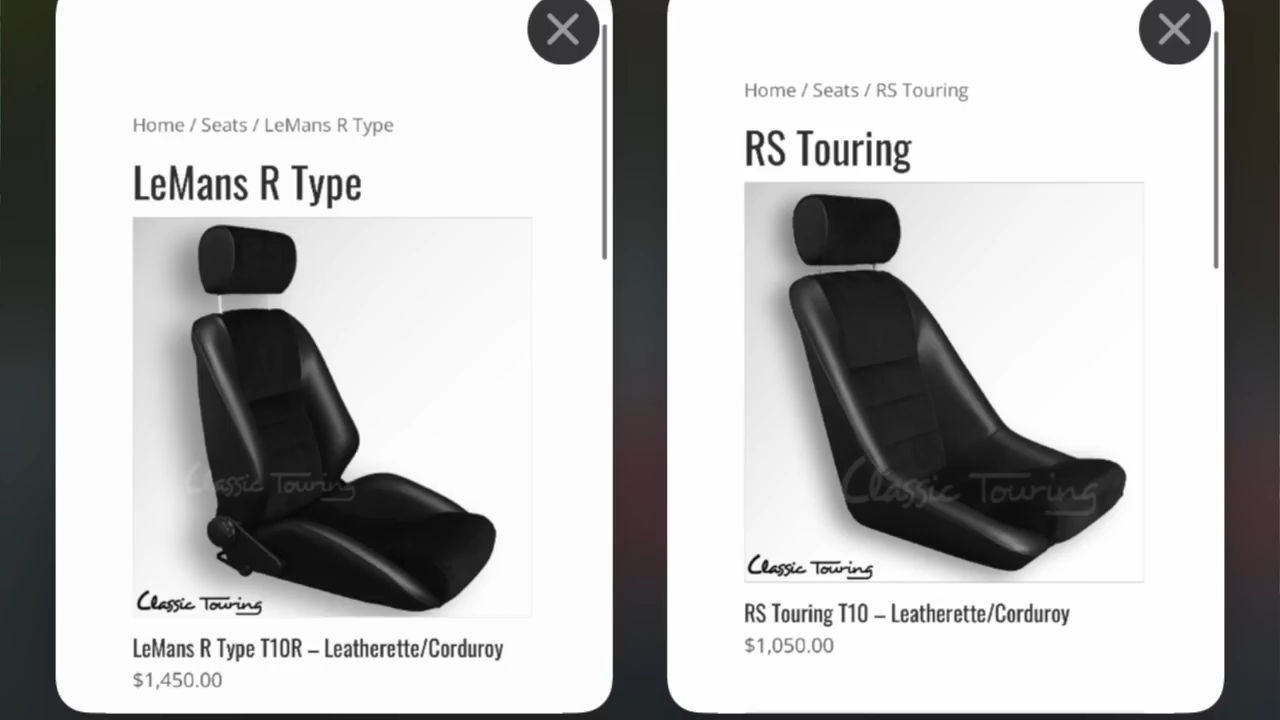 Home / Seats / LeMans R Type
LeMans R Type
Classic Touring
Classic Touring
LeMans R Type T10R – Leatherette/Corduroy
$1,450.00
Home / Seats / RS Touring
RS Touring
Classic Touring
Classic Touring
RS Touring T10 – Leatherette/Corduroy
$1,050.00